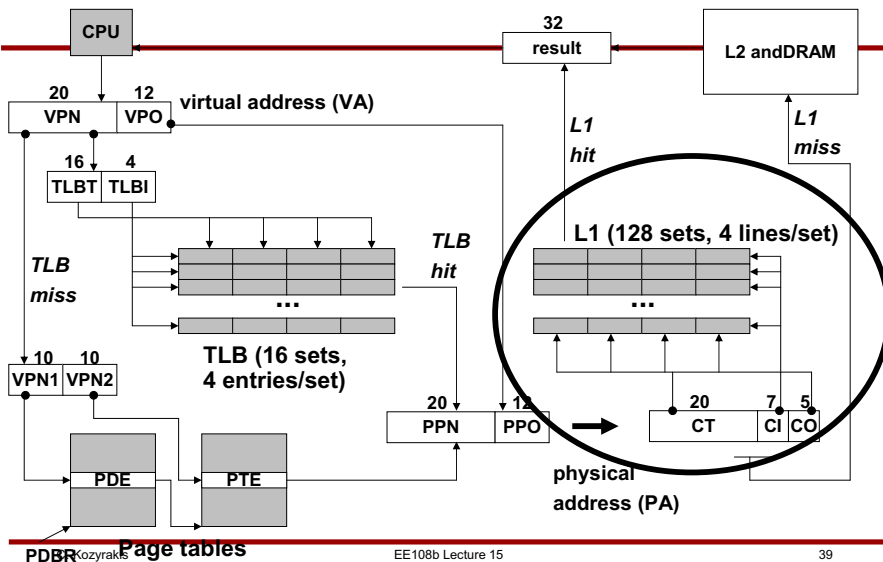 CPU
32
result
L2 andDRAM
20 12
VPN VPO
virtual address (VA)
L1
hit
L1
miss
16 4
TLBT TLBI
TLB
miss
TLB
hit
L1 (128 sets, 4 lines/set)
...
...
TLB (16 sets,
4 entries/set)
10 10
VPN1 VPN2
20 12
PPN PPO
20 7 5
CT CI CO
physical
address (PA)
PDE
PTE
PDBR
Page tables
Kozyrakis
EE108b Lecture 15
39